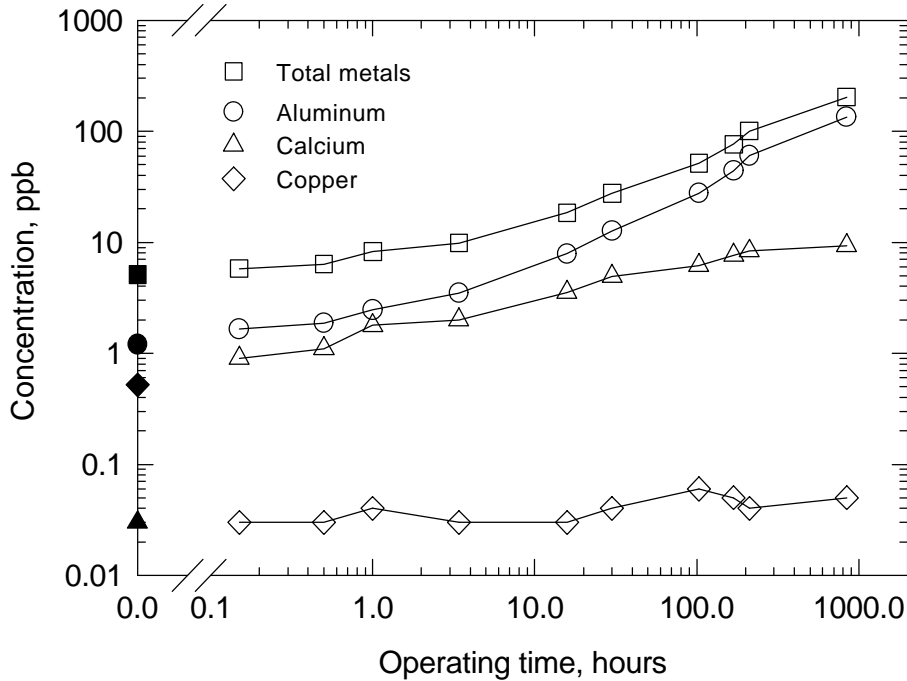 1000
100
10
1
0.1
0.01
Concentration, ppb
Total metals
Aluminum
Calcium
Copper
0.0 0.1 1.0 10.0 100.0 1000.0
Operating time, hours